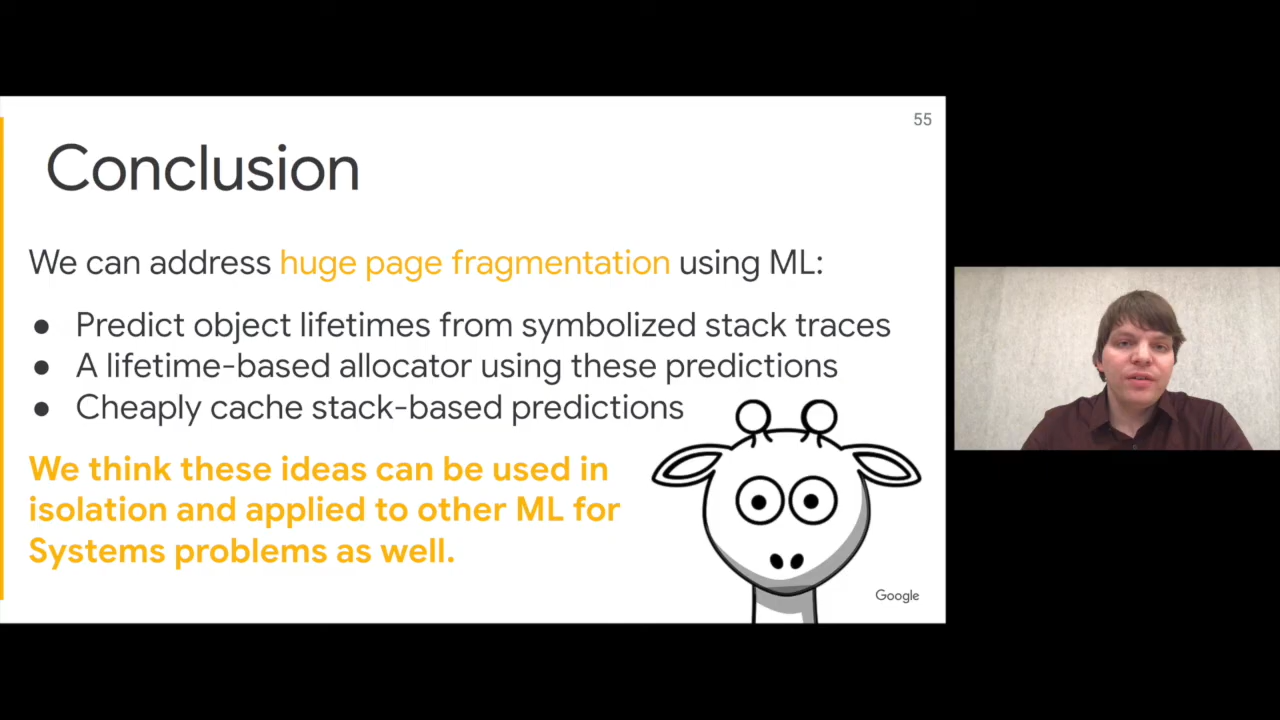 55
Conclusion
We can address huge page fragmentation using ML:
● Predict object lifetimes from symbolized stack traces
● A lifetime-based allocator using these predictions
● Cheaply cache stack-based predictions
We think these ideas can be used in
isolation and applied to other ML for
Systems problems as well.
Google